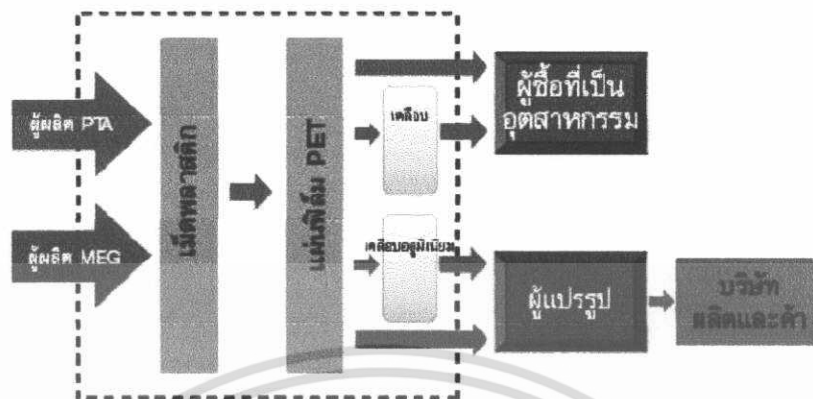 ผู้ผลิต PTA
ผู้ผลิต MEG
เม็ดพลาสติก
แผ่นฟิล์ม PET
เคลือบ
เคลือบอลูมิเนียม
ผู้ซื้อที่เป็น
อุตสาหกรรม
ผู้แปรรูป
บริษัท
ผลิตและค้า